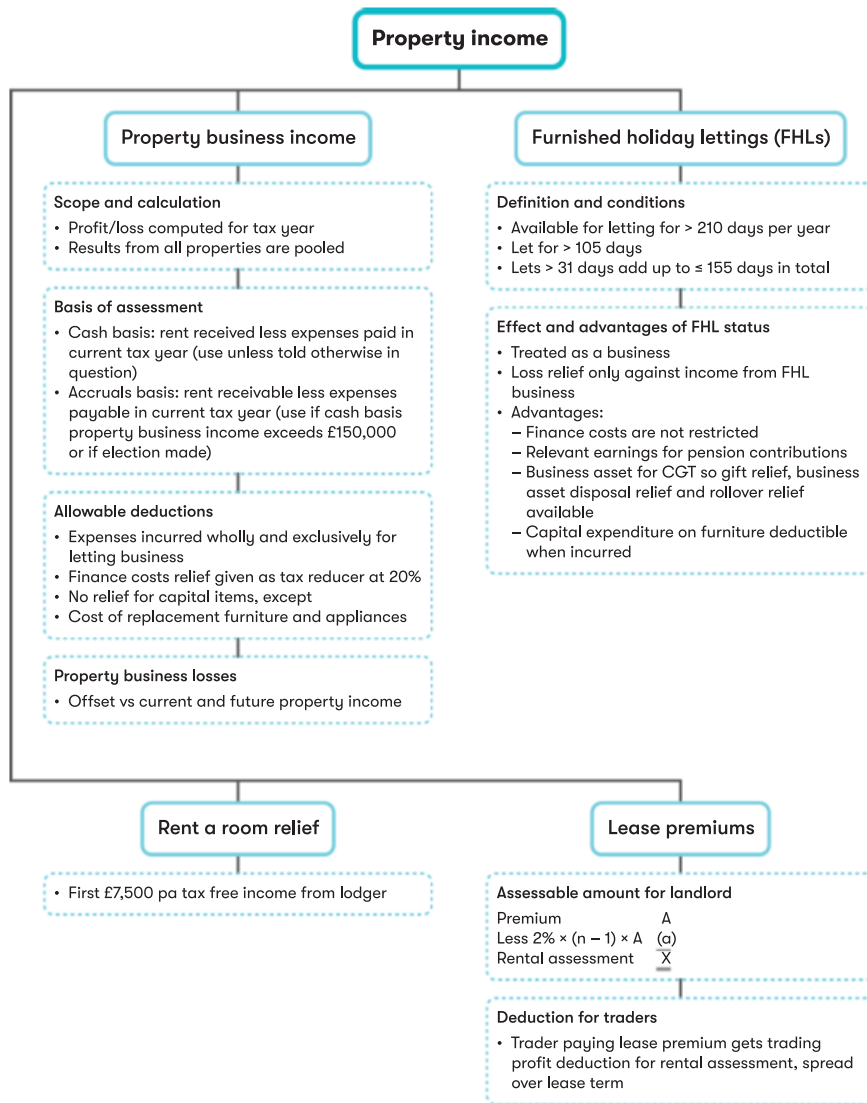 Property income
Property business income
Scope and calculation
• Profit/loss computed for tax year
• Results from all properties are pooled
Basis of assessment
• Cash basis: rent received less expenses paid in
current tax year (use unless told otherwise in
question)
• Accruals basis: rent receivable less expenses
payable in current tax year (use if cash basis
property business income exceeds £150,000
or if election made)
Allowable deductions
• Expenses incurred wholly and exclusively for
letting business
• Finance costs relief given as tax reducer at 20%
• No relief for capital items, except
• Cost of replacement furniture and appliances
Property business losses
• Offset vs current and future property income
Furnished holiday lettings (FHLs)
Definition and conditions
• Available for letting for > 210 days per year
• Let for > 105 days
• Lets > 31 days add up to ≤ 155 days in total
Effect and advantages of FHL status
• Treated as a business
• Loss relief only against income from FHL
business
• Advantages:
– Finance costs are not restricted
– Relevant earnings for pension contributions
– Business asset for CGT so gift relief, business
asset disposal relief and rollover relief
available
– Capital expenditure on furniture deductible
when incurred
Rent a room relief
• First £7,500 pa tax free income from lodger
Lease premiums
Assessable amount for landlord
Premium A
Less 2% × (n – 1) × A (a)
Rental assessment X
Deduction for traders
• Trader paying lease premium gets trading
profit deduction for rental assessment, spread
over lease term